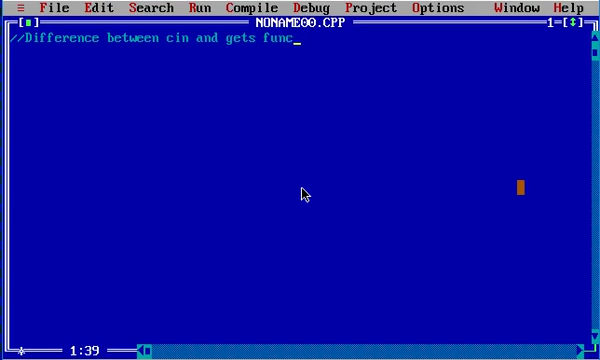 ≡ File Edit Search Run Compile Debug Project Options Window Help
[■] NONAME00.CPP 1=[↕]
//Difference between cin and gets func_
* 1:39